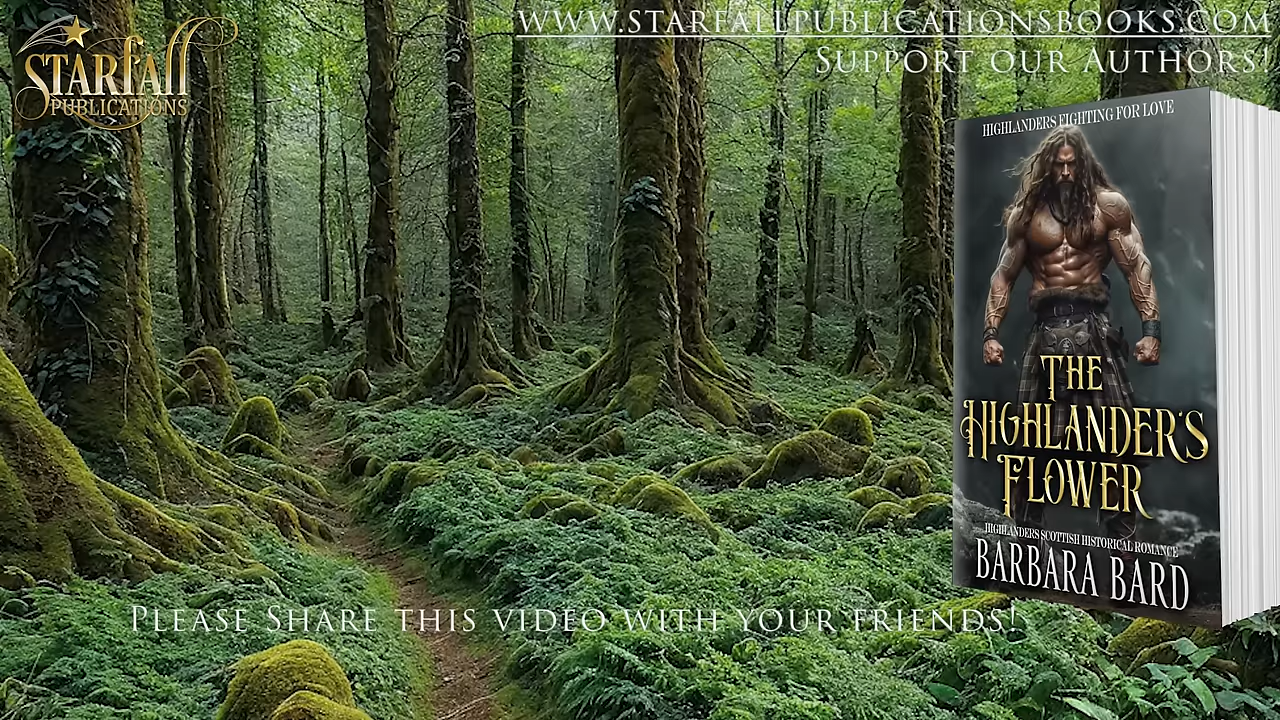 STARfall
PUBLICATIONS
www.starfallpublicationsbooks.com
Support our Authors!
HIGHLANDERS FIGHTING FOR LOVE
THE
HIGHLANDER'S
FLOWER
HIGHLANDERS SCOTTISH HISTORICAL ROMANCE
BARBARA BARD
Please Share this video with your friends!